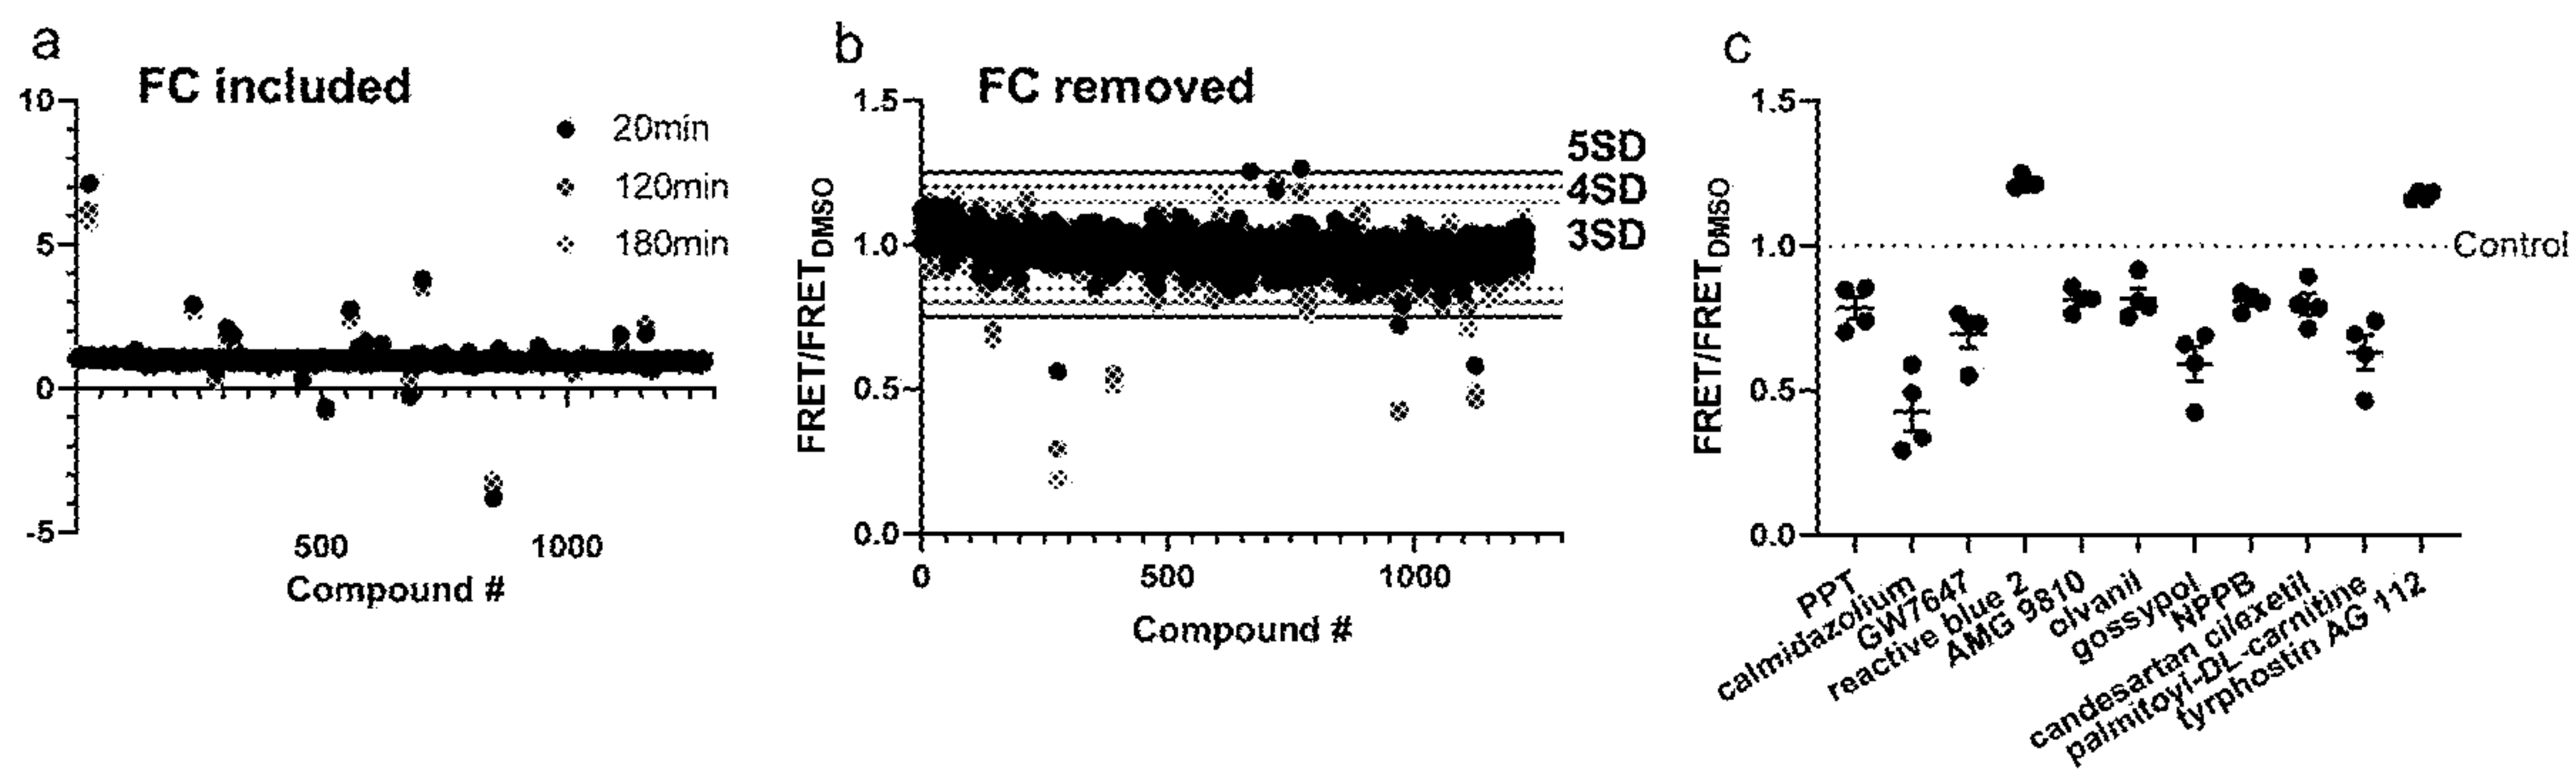 a
FC included
10
5
0
-5
20min
120min
180min
500
1000
Compound #
b
FC removed
FRET/FRETDMSO
1.5
1.0
0.5
0.0
5SD
4SD
3SD
0
500
1000
Compound #
c
FRET/FRETDMSO
1.5
1.0
0.5
0.0
Control
PPT
calmidazolium
GW7647
reactive blue 2
AMG 9810
olvanil
gossypol
NPPB
candesartan cilexetil
palmitoyl-DL-carnitine
tyrphostin AG 112